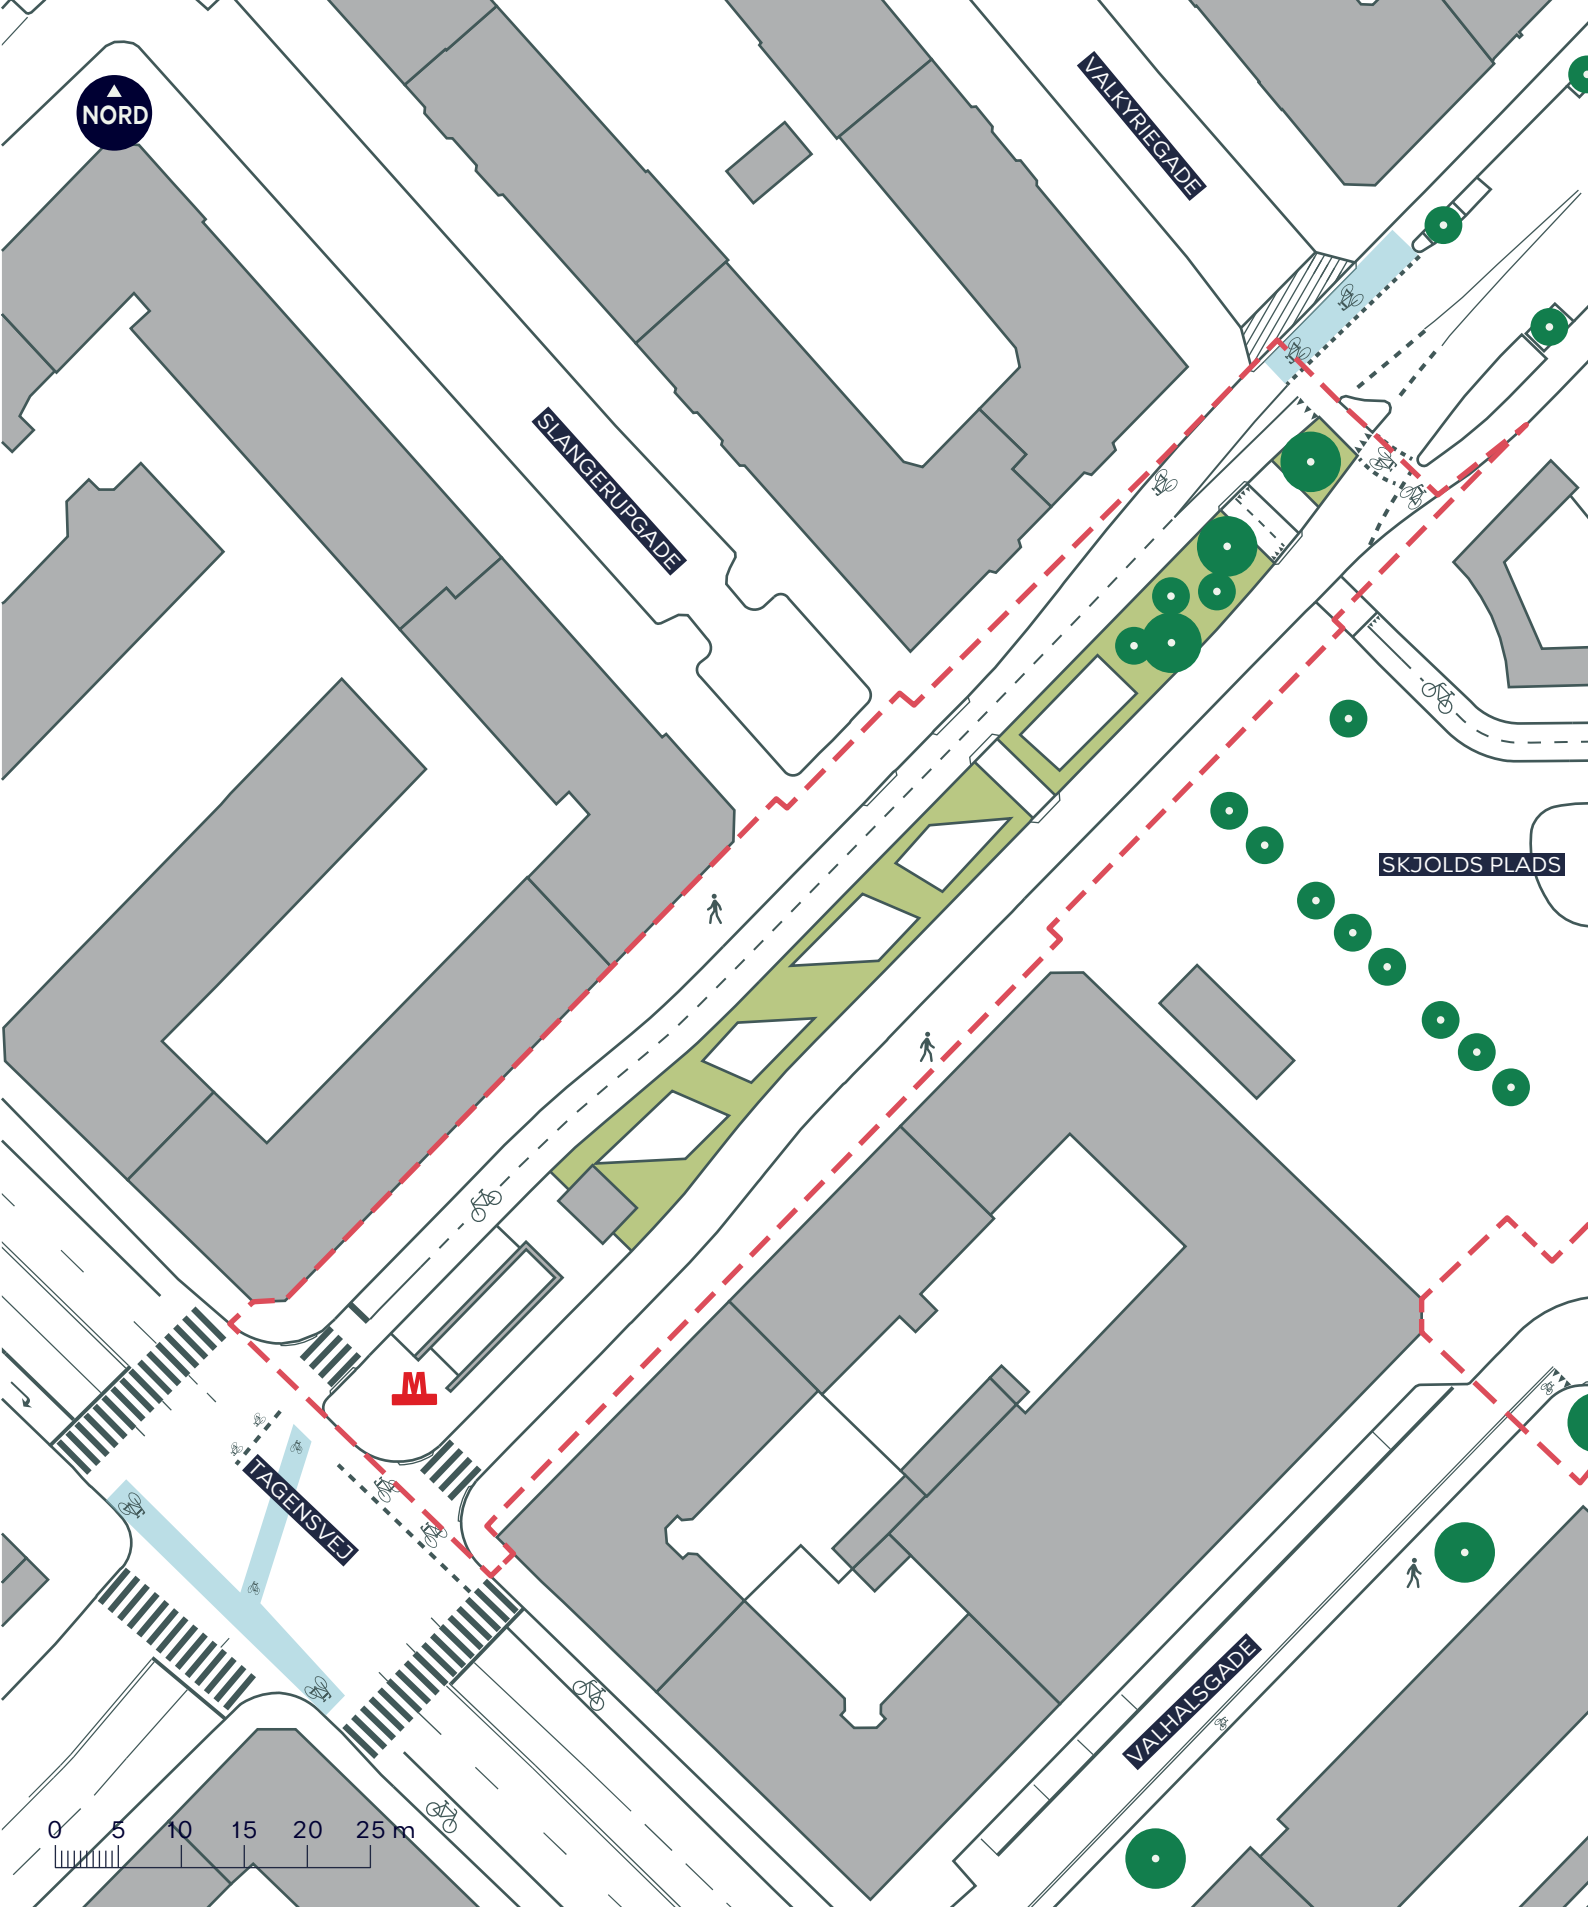 VALKYRIEGADE
NORD
SLANGERUPGADE
SKJOLDS PLADS
M
TAGENSVEJ
VALHALSGADE
0 5 10 15 20 25 m